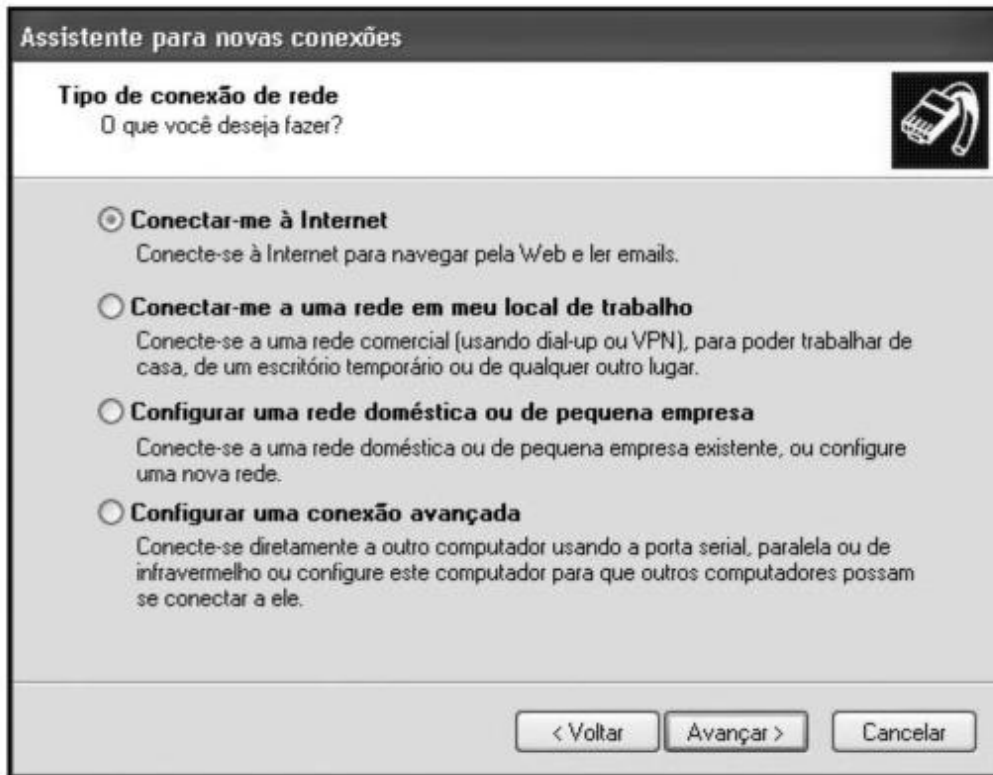 Assistente para novas conexões
Tipo de conexão de rede
O que você deseja fazer?
Conectar-me à Internet
Conecte-se à Internet para navegar pela Web e ler emails.
Conectar-me a uma rede em meu local de trabalho
Conecte-se a uma rede comercial (usando dial-up ou VPN), para poder trabalhar de
casa, de um escritório temporário ou de qualquer outro lugar.
Configurar uma rede doméstica ou de pequena empresa
Conecte-se a uma rede doméstica ou de pequena empresa existente, ou configure
uma nova rede.
Configurar uma conexão avançada
Conecte-se diretamente a outro computador usando a porta serial, paralela ou de
infravermelho ou configure este computador para que outros computadores possam
se conectar a ele.
< Voltar Avançar > Cancelar